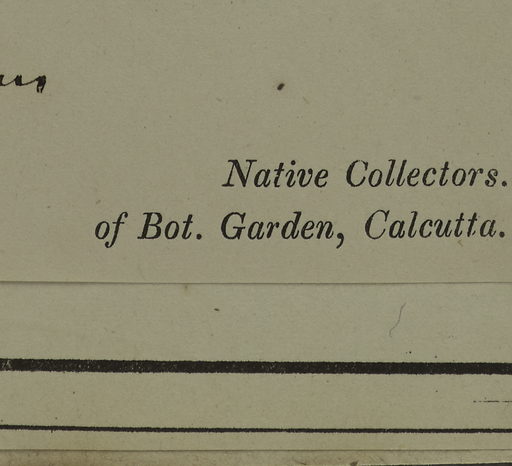 Native Collectors.
of Bot. Garden, Calcutta.